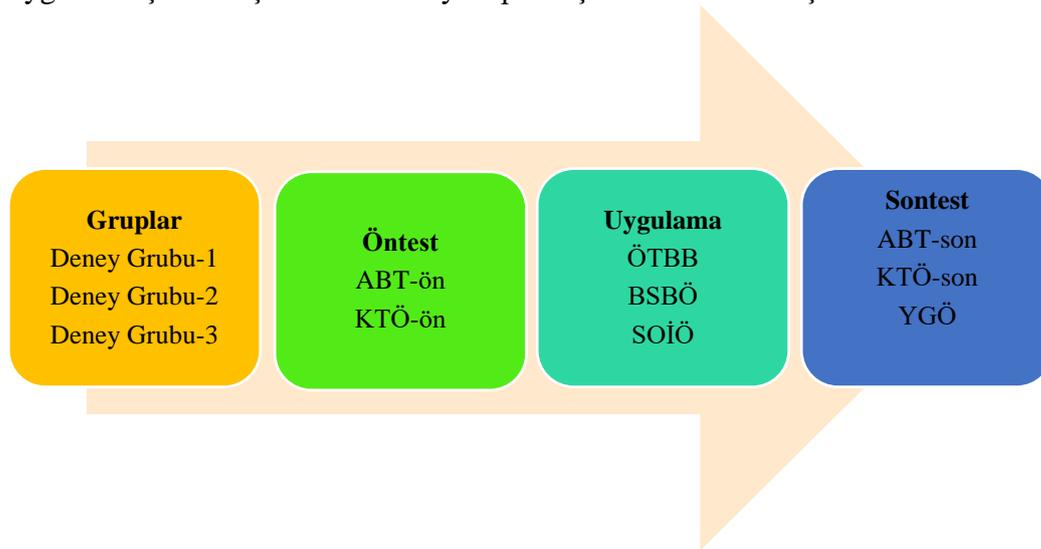 Gruplar
Deney Grubu-1
Deney Grubu-2
Deney Grubu-3
Öntest
ABT-ön
KTÖ-ön
Uygulama
ÖTBB
BSBÖ
SOİÖ
Sontest
ABT-son
KTÖ-son
YGÖ